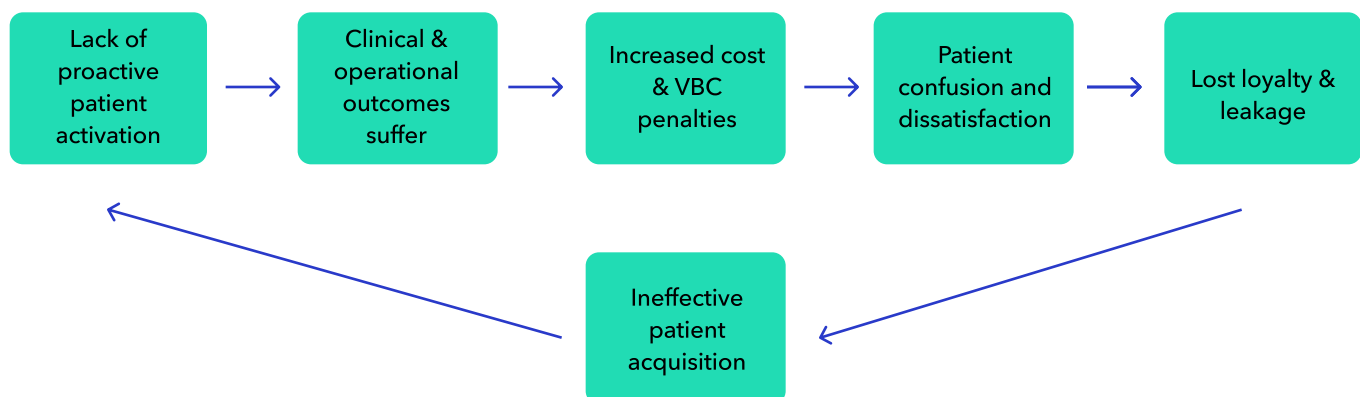 Lack of
proactive
patient
activation
Clinical &
operational
outcomes
suffer
Increased cost
& VBC
penalties
Patient
confusion and
dissatisfaction
Lost loyalty &
leakage
Ineffective
patient
acquisition